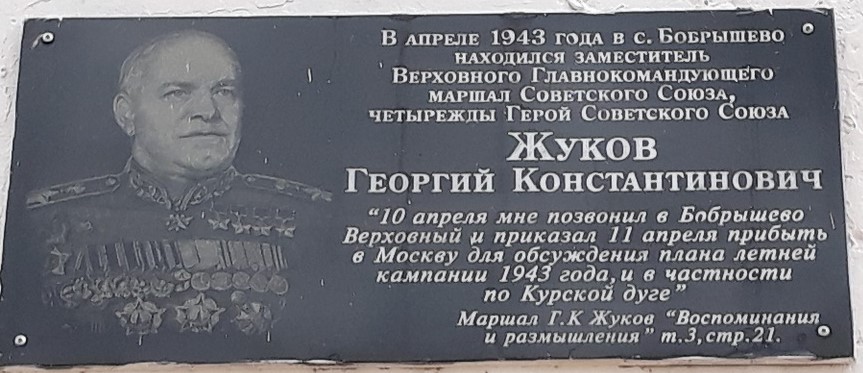 В апреле 1943 года в с. Бобрышево
находился заместитель
Верховного Главнокомандующего
маршал Советского Союза,
четырежды Герой Советского Союза
Жуков
Георгий Константинович
"10 апреля мне позвонил в Бобрышево
Верховный и приказал 11 апреля прибыть
в Москву для обсуждения плана летней
кампании 1943 года, и в частности
по Курской дуге"
Маршал Г.К Жуков "Воспоминания
и размышления" т.3, стр.21.